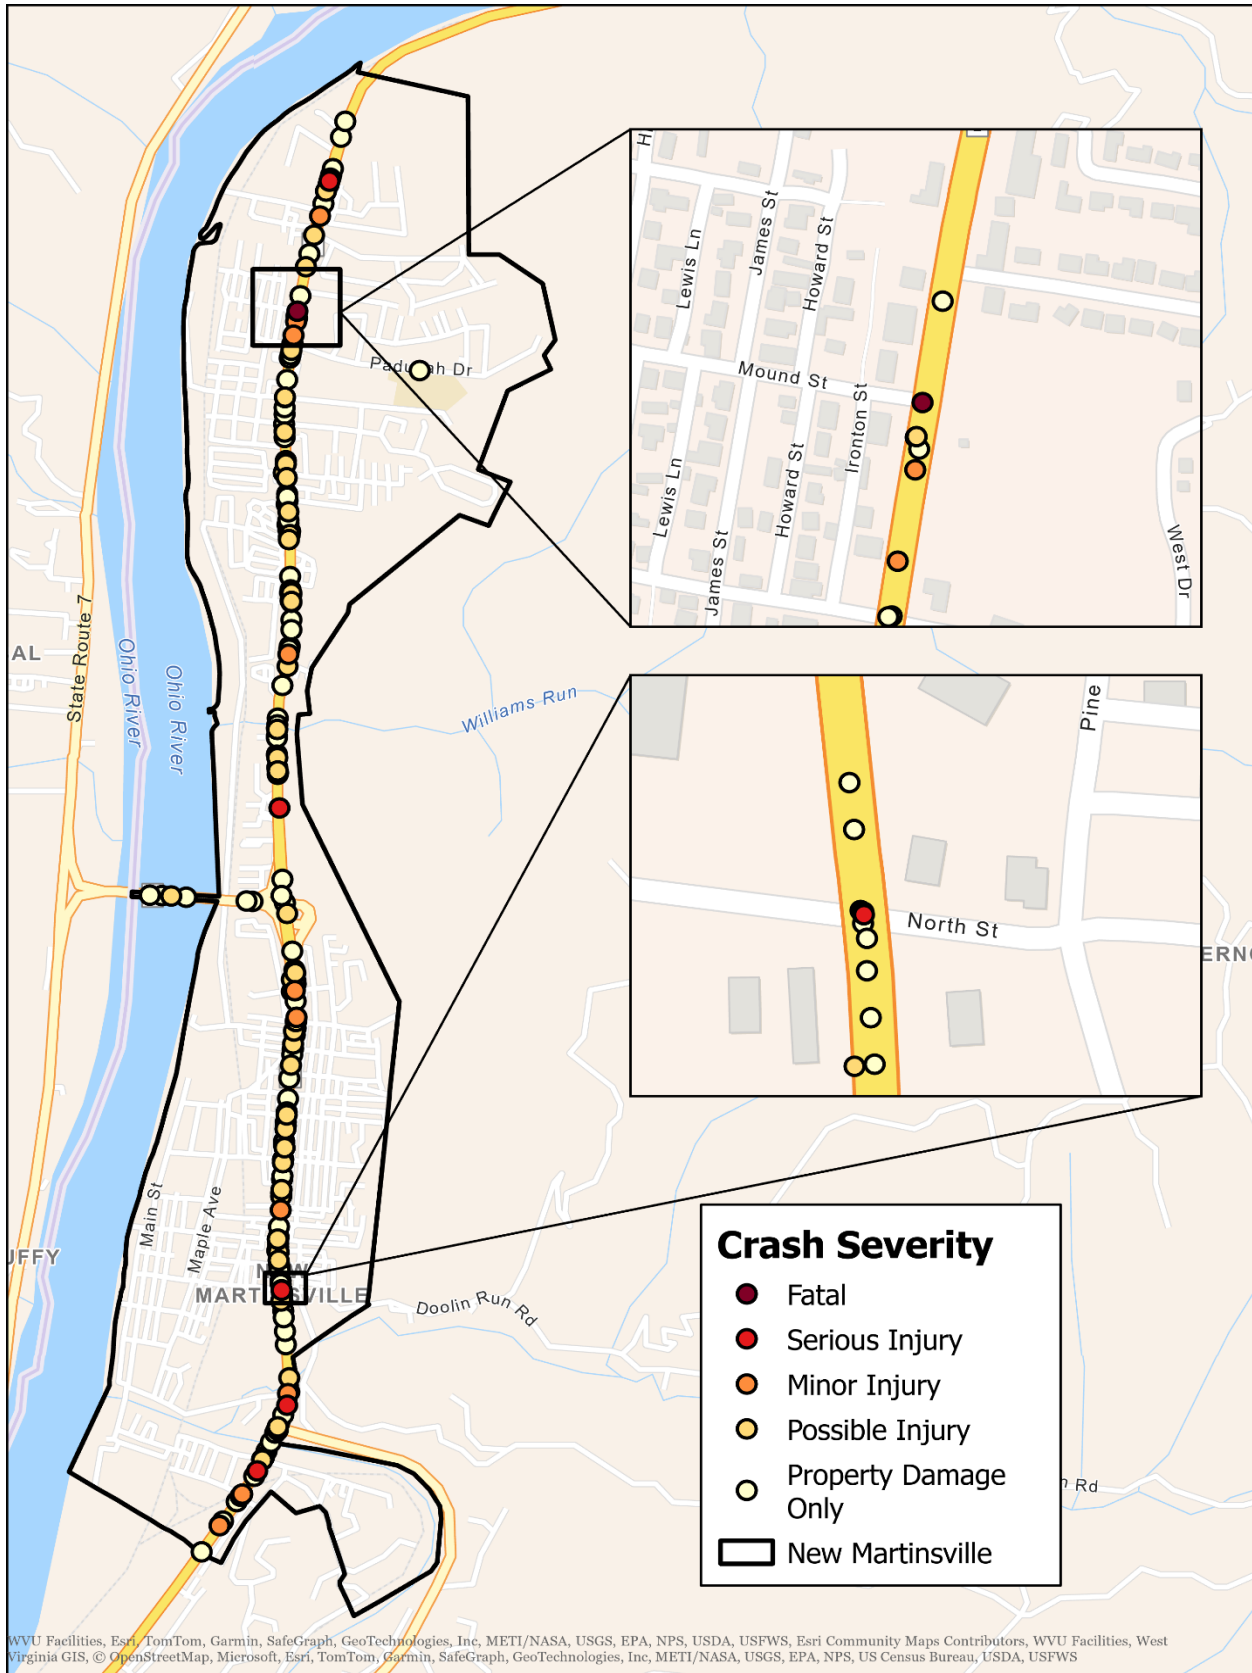 Lewis Ln
James St
Howard St
Mound St
Ironton St
Lewis Ln
James St
Howard St
West Dr
Paducah Dr
State Route 7
Ohio River
Ohio River
Williams Run
Pine
North St
Main St
Maple Ave
NEW
MARTINSVILLE
Doolin Run Rd
Crash Severity
Fatal
Serious Injury
Minor Injury
Possible Injury
Property Damage
Only
New Martinsville
Rd
WVU Facilities, Esri, TomTom, Garmin, SafeGraph, GeoTechnologies, Inc, METI/NASA, USGS, EPA, NPS, USDA, USFWS, Esri Community Maps Contributors, WVU Facilities, West
Virginia GIS, © OpenStreetMap, Microsoft, Esri, TomTom, Garmin, SafeGraph, GeoTechnologies, Inc, METI/NASA, USGS, EPA, NPS, US Census Bureau, USDA, USFWS